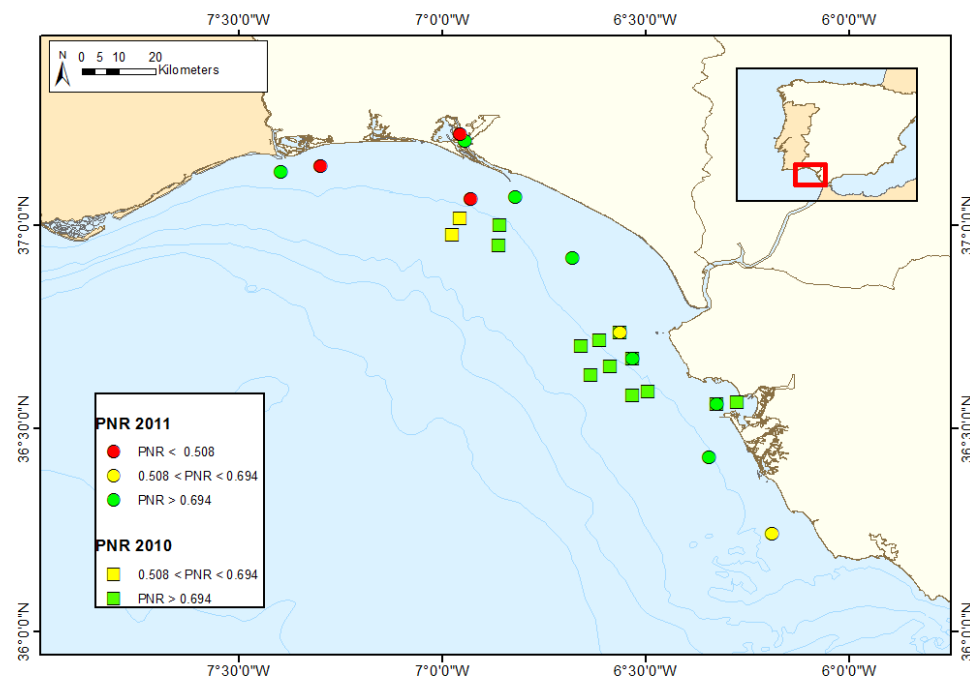 7°30'0"W 7°0'0"W 6°30'0"W 6°0'0"W
N 0 5 10 20
Kilometers
37°0'0"N 37°0'0"N
36°30'0"N 36°30'0"N
36°0'0"N 36°0'0"N
PNR 2011
PNR < 0.508
0.508 < PNR < 0.694
PNR > 0.694
PNR 2010
0.508 < PNR < 0.694
PNR > 0.694
7°30'0"W 7°0'0"W 6°30'0"W 6°0'0"W